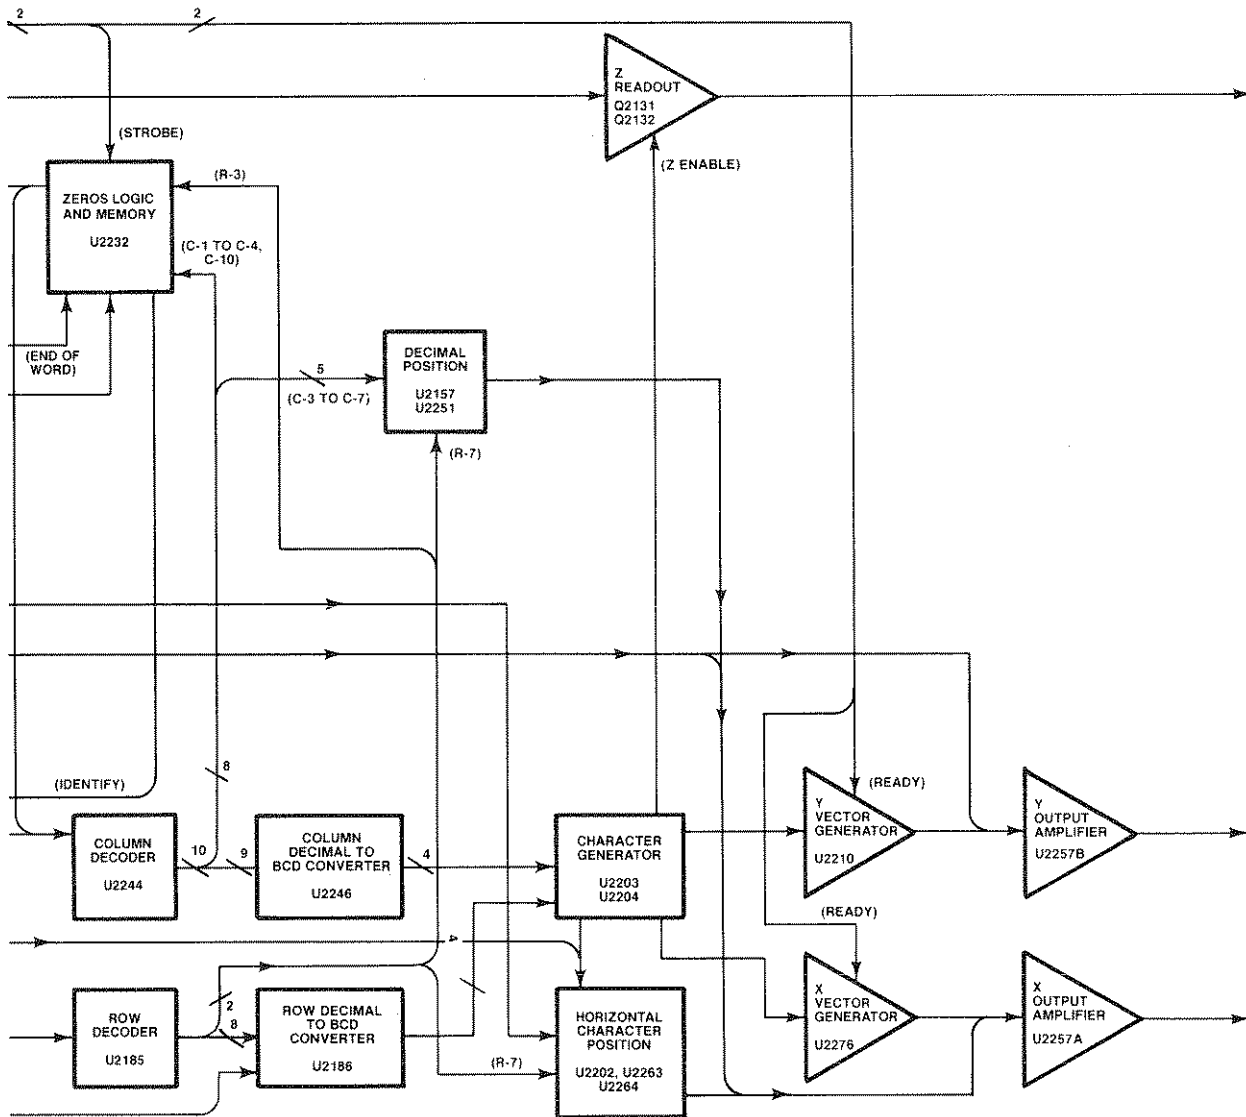 2
2
Z
READOUT
Q2131
Q2132
(STROBE)
(Z ENABLE)
ZEROS LOGIC
AND MEMORY
U2232
(R-3)
(C-1 TO C-4,
C-10)
(END OF
WORD)
DECIMAL
POSITION
U2157
U2251
5
(C-3 TO C-7)
(R-7)
(IDENTIFY)
8
(READY)
COLUMN
DECODER
U2244
10
9
COLUMN
DECIMAL TO
BCD CONVERTER
U2246
4
CHARACTER
GENERATOR
U2203
U2204
Y
VECTOR
GENERATOR
U2210
Y
OUTPUT
AMPLIFIER
U2257B
(READY)
4
ROW
DECODER
U2185
2
8
ROW DECIMAL
TO BCD
CONVERTER
U2186
(R-7)
HORIZONTAL
CHARACTER
POSITION
U2202, U2263
U2264
X
VECTOR
GENERATOR
U2276
X
OUTPUT
AMPLIFIER
U2257A